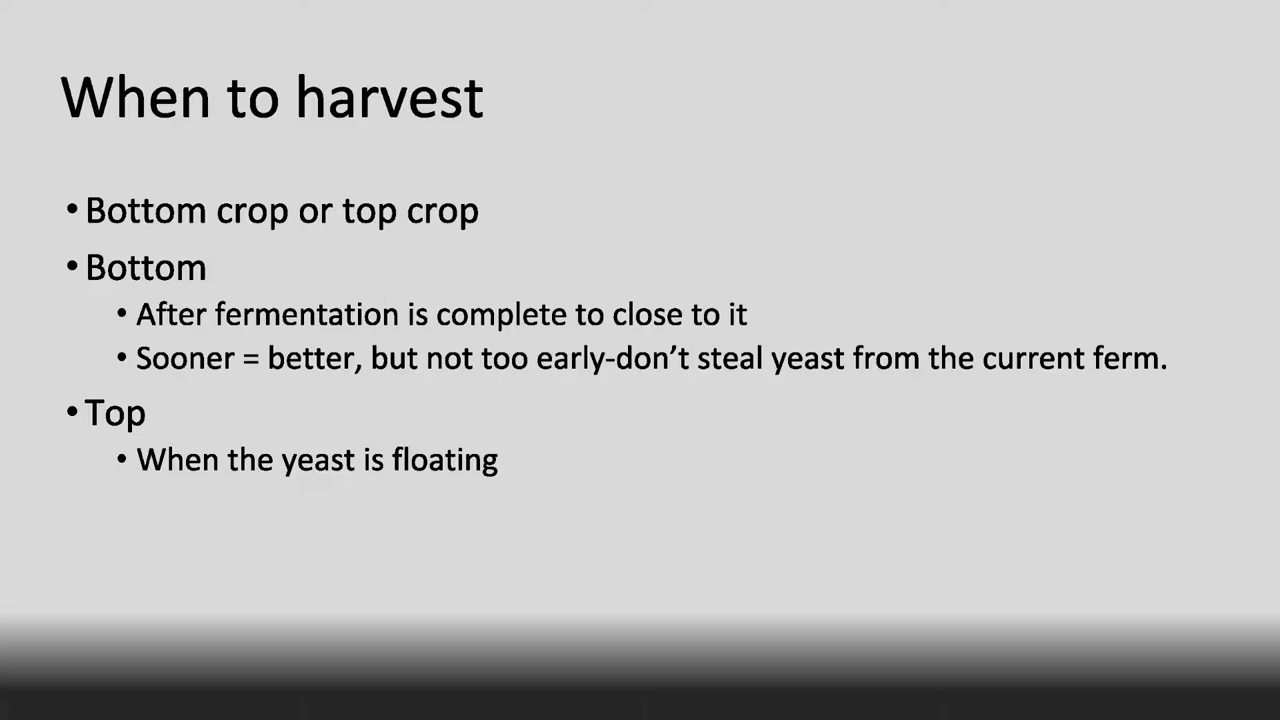 When to harvest
• Bottom crop or top crop
• Bottom
• After fermentation is complete to close to it
• Sooner = better, but not too early-don’t steal yeast from the current ferm.
• Top
• When the yeast is floating